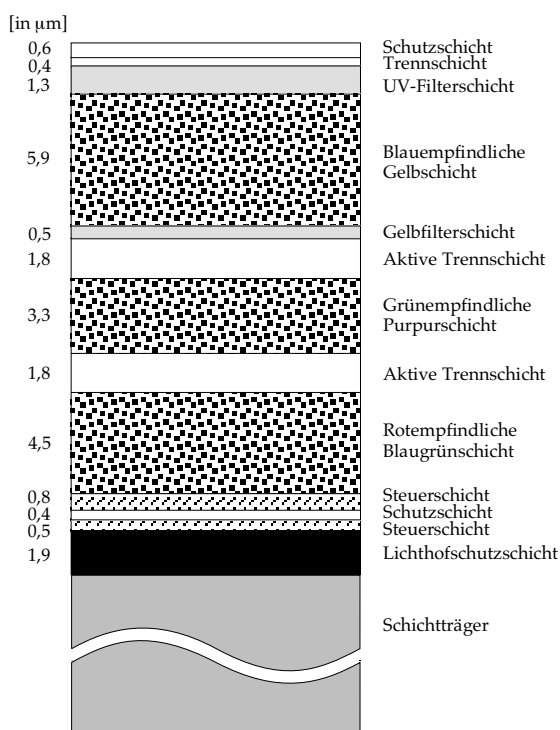 [in µm]
0,6 Schutzschicht
0,4 Trennschicht
1,3 UV-Filterschicht
5,9 Blauempfindliche
Gelbschicht
0,5 Gelbfilterschicht
1,8 Aktive Trennschicht
3,3 Grünempfindliche
Purpurschicht
1,8 Aktive Trennschicht
4,5 Rotempfindliche
Blaugrünschicht
0,8 Steuerschicht
0,4 Schutzschicht
0,5 Steuerschicht
1,9 Lichthofschutzschicht
Schichtträger